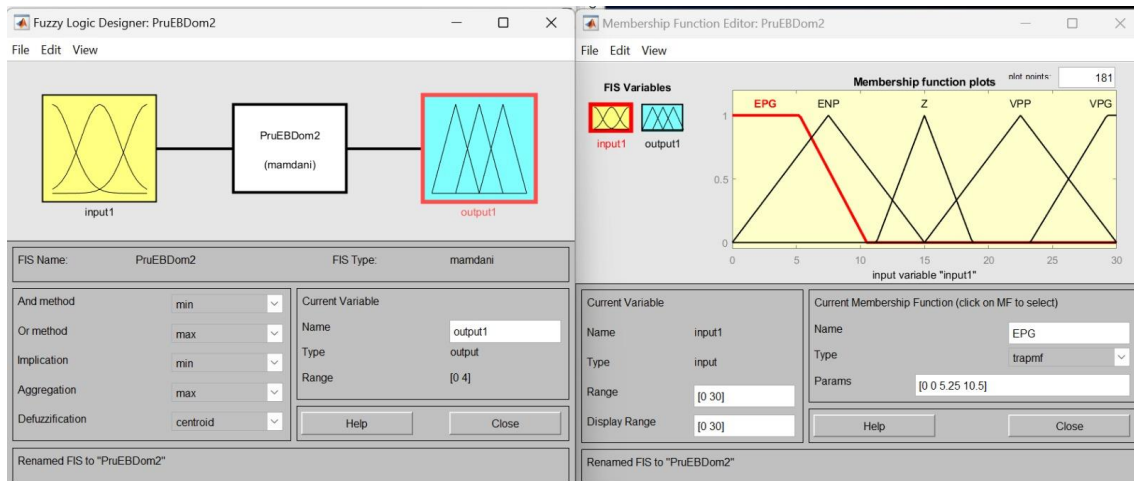 Fuzzy Logic Designer: PruEBDom2
File Edit View
PruEBDom2
(mamdani)
input1
output1
FIS Name: PruEBDom2 FIS Type: mamdani
And method min
Or method max
Implication min
Aggregation max
Defuzzification centroid
Current Variable
Name output1
Type output
Range [0 4]
Help Close
Renamed FIS to "PruEBDom2"
Membership Function Editor: PruEBDom2
File Edit View
FIS Variables
input1 output1
Membership function plots plot points: 181
EPG ENP Z VPP VPG
1
0.5
0
0 5 10 15 20 25 30
input variable "input1"
Current Variable
Name input1
Type input
Range [0 30]
Display Range [0 30]
Current Membership Function (click on MF to select)
Name EPG
Type trapmf
Params [0 0 5.25 10.5]
Help Close
Renamed FIS to "PruEBDom2"